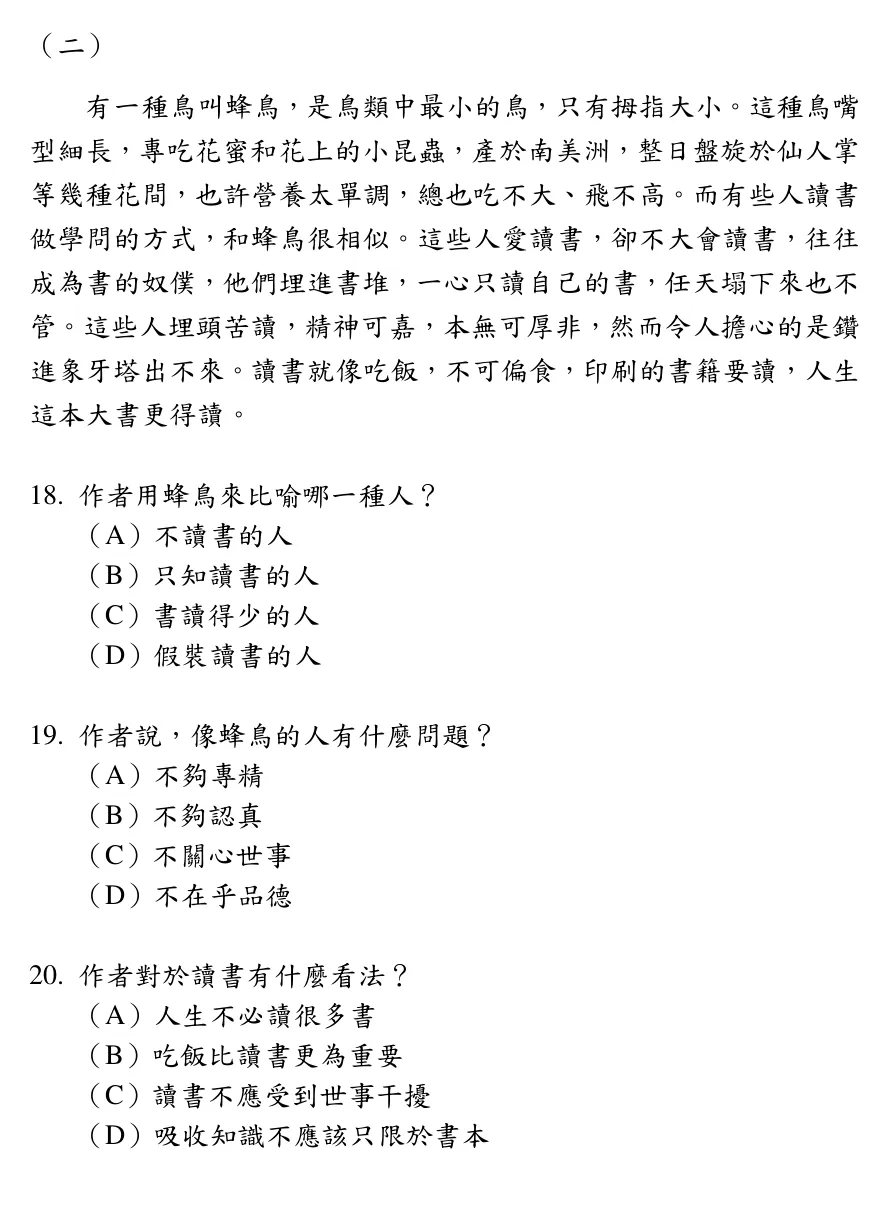 （二）
有一種鳥叫蜂鳥，是鳥類中最小的鳥，只有拇指大小。這種鳥嘴
型細長，專吃花蜜和花上的小昆蟲，產於南美洲，整日盤旋於仙人掌
等幾種花間，也許營養太單調，總也吃不大、飛不高。而有些人讀書
做學問的方式，和蜂鳥很相似。這些人愛讀書，卻不大會讀書，往往
成為書的奴僕，他們埋進書堆，一心只讀自己的書，任天塌下來也不
管。這些人埋頭苦讀，精神可嘉，本無可厚非，然而令人擔心的是鑽
進象牙塔出不來。讀書就像吃飯，不可偏食，印刷的書籍要讀，人生
這本大書更得讀。
18. 作者用蜂鳥來比喻哪一種人？
（A）不讀書的人
（B）只知讀書的人
（C）書讀得少的人
（D）假裝讀書的人
19. 作者說，像蜂鳥的人有什麼問題？
（A）不夠專精
（B）不夠認真
（C）不關心世事
（D）不在乎品德
20. 作者對於讀書有什麼看法？
（A）人生不必讀很多書
（B）吃飯比讀書更為重要
（C）讀書不應受到世事干擾
（D）吸收知識不應該只限於書本